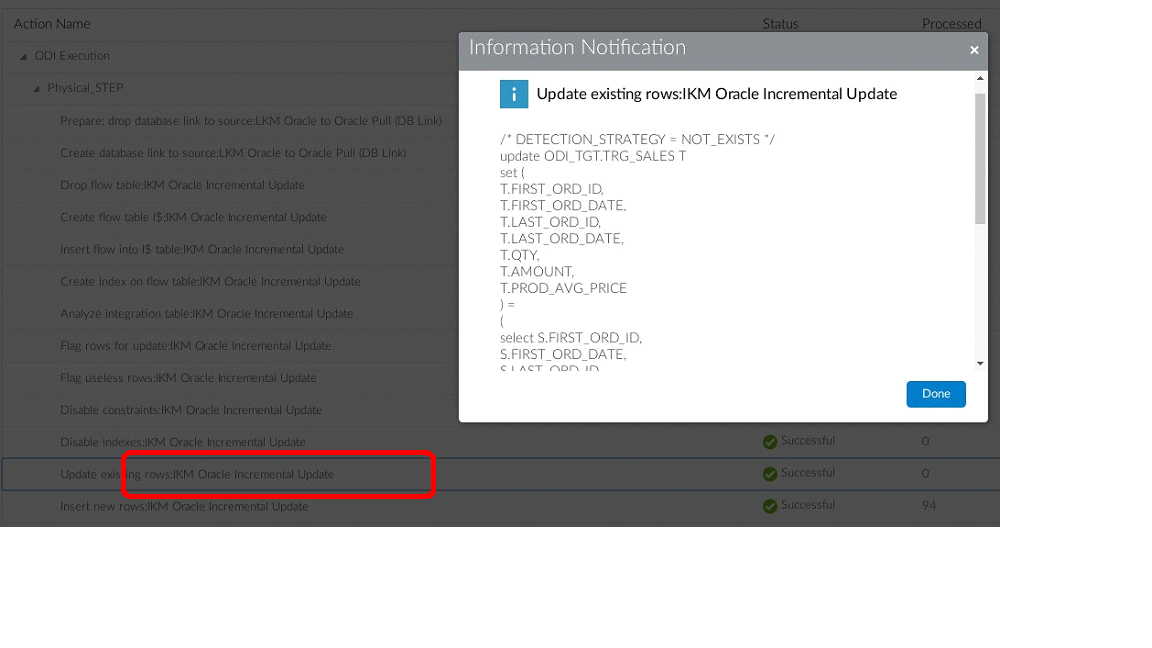 Action Name Status Processed
Information Notification
ODI Execution
Update existing rows:IKM Oracle Incremental Update
Physical_STEP
Prepare: drop database link to source:LKM Oracle to Oracle Pull (DB Link)
Create database link to source:LKM Oracle to Oracle Pull (DB Link)
Drop flow table:IKM Oracle Incremental Update
Create flow table I$:IKM Oracle Incremental Update
Insert flow into I$ table:IKM Oracle Incremental Update
Create Index on flow table:IKM Oracle Incremental Update
Analyze integration table:IKM Oracle Incremental Update
Flag rows for update:IKM Oracle Incremental Update
Flag useless rows:IKM Oracle Incremental Update
Disable constraints:IKM Oracle Incremental Update
/* DETECTION_STRATEGY = NOT_EXISTS */
update ODI_TGT.TRG_SALES T
set (
T.FIRST_ORD_ID,
T.FIRST_ORD_DATE,
T.LAST_ORD_ID,
T.LAST_ORD_DATE,
T.QTY,
T.AMOUNT,
T.PROD_AVG_PRICE
) =
(
select S.FIRST_ORD_ID,
S.FIRST_ORD_DATE,
S.LAST_ORD_ID
Done
Disable indexes:IKM Oracle Incremental Update Successful 0
Update existing rows:IKM Oracle Incremental Update Successful 0
Insert new rows:IKM Oracle Incremental Update Successful 94